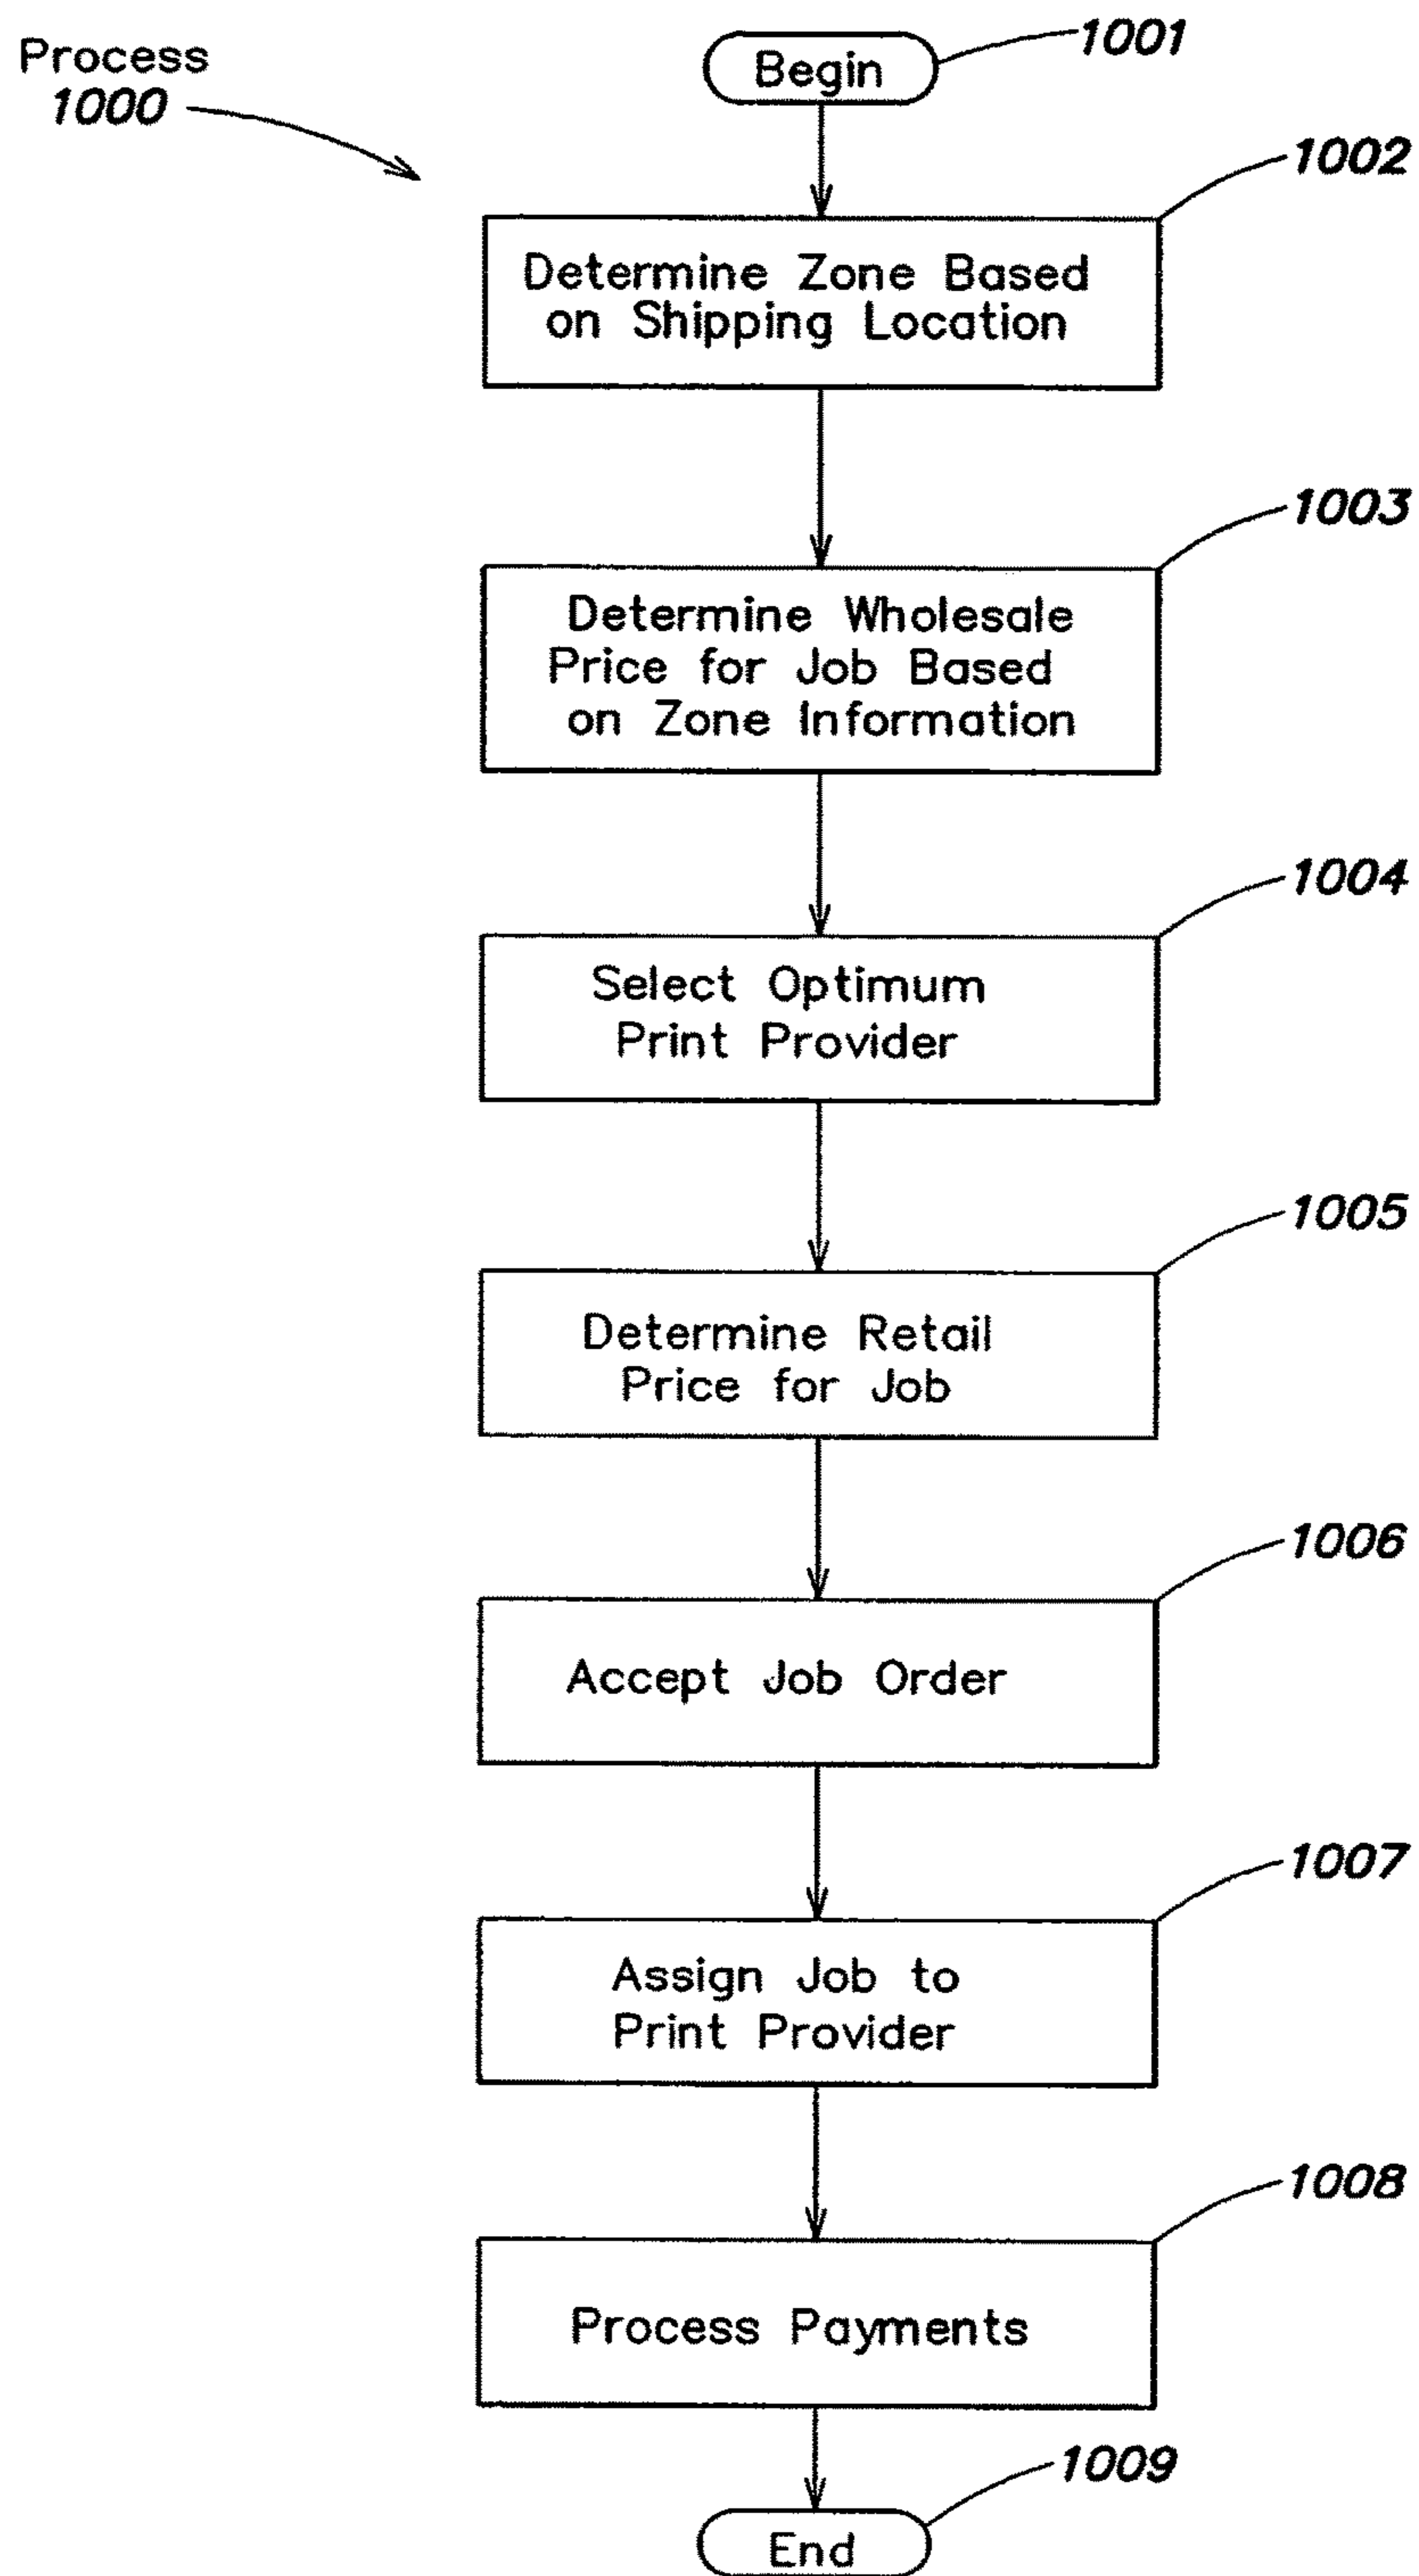 Process
1000
Begin
1001
1002
Determine Zone Based
on Shipping Location
1003
Determine Wholesale
Price for Job Based
on Zone Information
1004
Select Optimum
Print Provider
1005
Determine Retail
Price for Job
1006
Accept Job Order
1007
Assign Job to
Print Provider
1008
Process Payments
1009
End